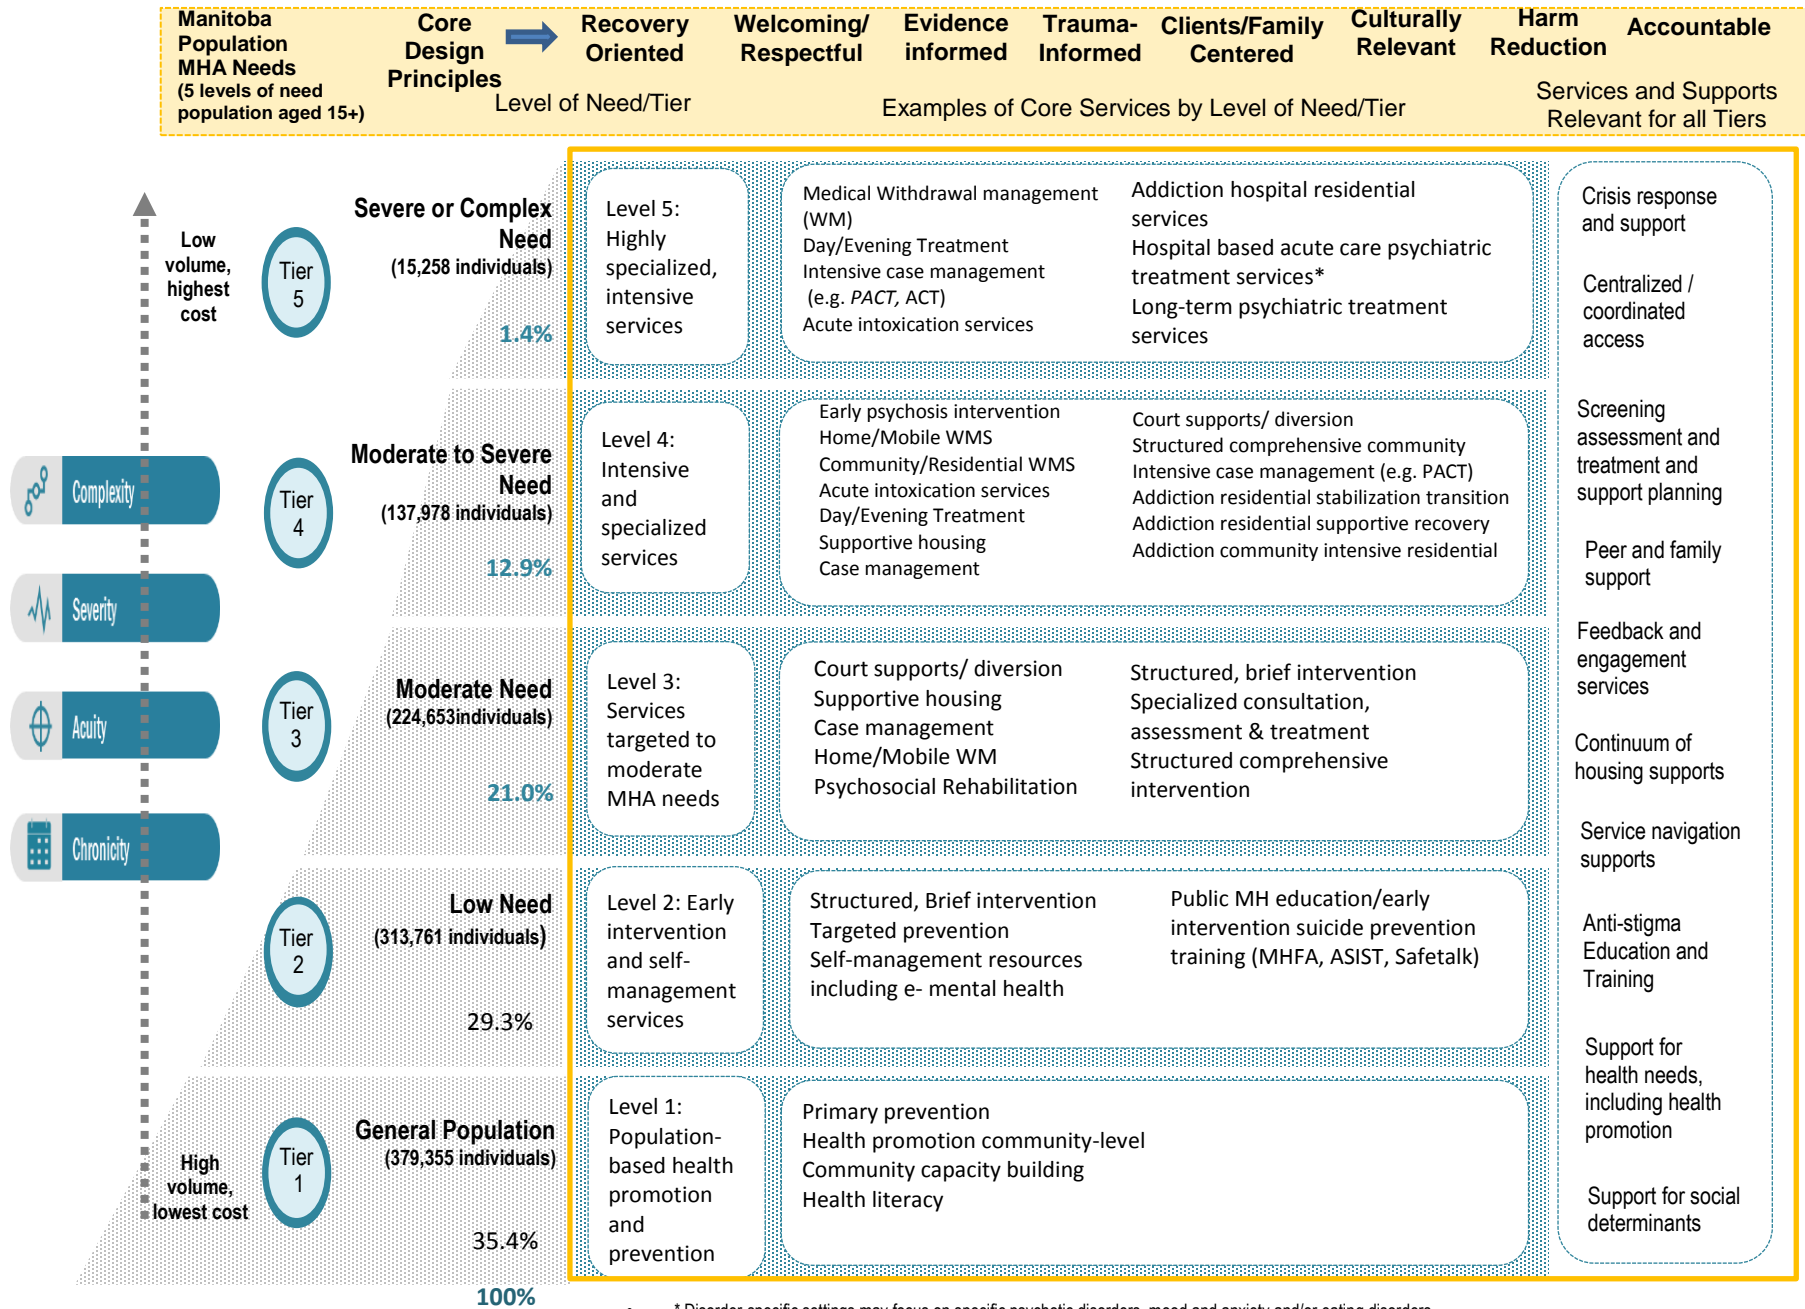 Manitoba
Population
MHA Needs
(5 levels of need
population aged 15+)
Core
Design
Principles
Recovery
Oriented
Welcoming/
Respectful
Evidence
informed
Trauma-
Informed
Clients/Family
Centered
Culturally
Relevant
Harm
Reduction
Accountable
Level of Need/Tier
Examples of Core Services by Level of Need/Tier
Services and Supports
Relevant for all Tiers
Low
volume,
highest
cost
Tier
5
Severe or Complex
Need
(15,258 individuals)
1.4%
Level 5:
Highly
specialized,
intensive
services
Medical Withdrawal management
(WM)
Day/Evening Treatment
Intensive case management
(e.g. PACT, ACT)
Acute intoxication services
Addiction hospital residential
services
Hospital based acute care psychiatric
treatment services*
Long-term psychiatric treatment
services
Complexity
Severity
Acuity
Chronicity
Tier
4
Moderate to Severe
Need
(137,978 individuals)
12.9%
Level 4:
Intensive
and
specialized
services
Early psychosis intervention
Home/Mobile WMS
Community/Residential WMS
Acute intoxication services
Day/Evening Treatment
Supportive housing
Case management
Court supports/ diversion
Structured comprehensive community
Intensive case management (e.g. PACT)
Addiction residential stabilization transition
Addiction residential supportive recovery
Addiction community intensive residential
Tier
3
Moderate Need
(224,653individuals)
21.0%
Level 3:
Services
targeted to
moderate
MHA needs
Court supports/ diversion
Supportive housing
Case management
Home/Mobile WM
Psychosocial Rehabilitation
Structured, brief intervention
Specialized consultation,
assessment & treatment
Structured comprehensive
intervention
Tier
2
Low Need
(313,761 individuals)
29.3%
Level 2: Early
intervention
and self-
management
services
Structured, Brief intervention
Targeted prevention
Self-management resources
including e- mental health
Public MH education/early
intervention suicide prevention
training (MHFA, ASIST, Safetalk)
High
volume,
lowest cost
Tier
1
General Population
(379,355 individuals)
35.4%
100%
Level 1:
Population-
based health
promotion
and
prevention
Primary prevention
Health promotion community-level
Community capacity building
Health literacy
Crisis response
and support
Centralized /
coordinated
access
Screening
assessment and
treatment and
support planning
Peer and family
support
Feedback and
engagement
services
Continuum of
housing supports
Service navigation
supports
Anti-stigma
Education and
Training
Support for
health needs,
including health
promotion
Support for social
determinants
* Disorder-specific settings may focus on specific psychotic disorders, mood and anxiety and/or eating disorders